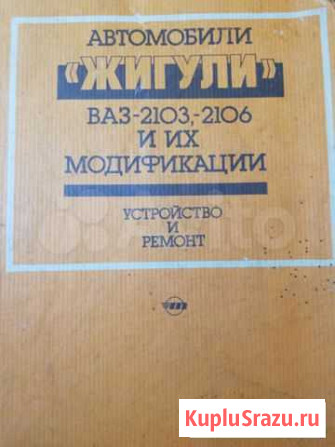 АВТОМОБИЛИ
«ЖИГУЛИ»
ВАЗ-2103,-2106
И ИХ
МОДИФИКАЦИИ
УСТРОЙСТВО
И
РЕМОНТ
KupluSrazu.ru